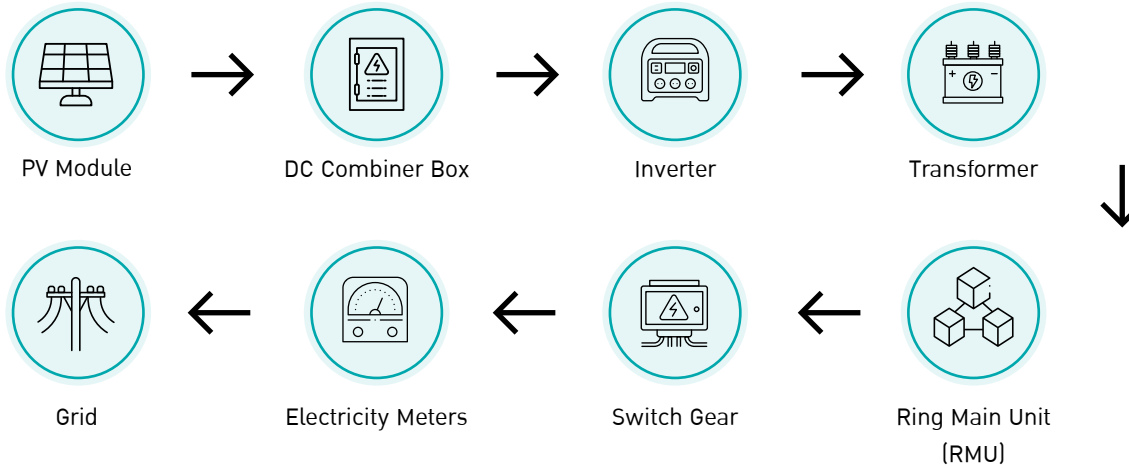 PV Module
DC Combiner Box
Inverter
Transformer
Grid
Electricity Meters
Switch Gear
Ring Main Unit
(RMU)